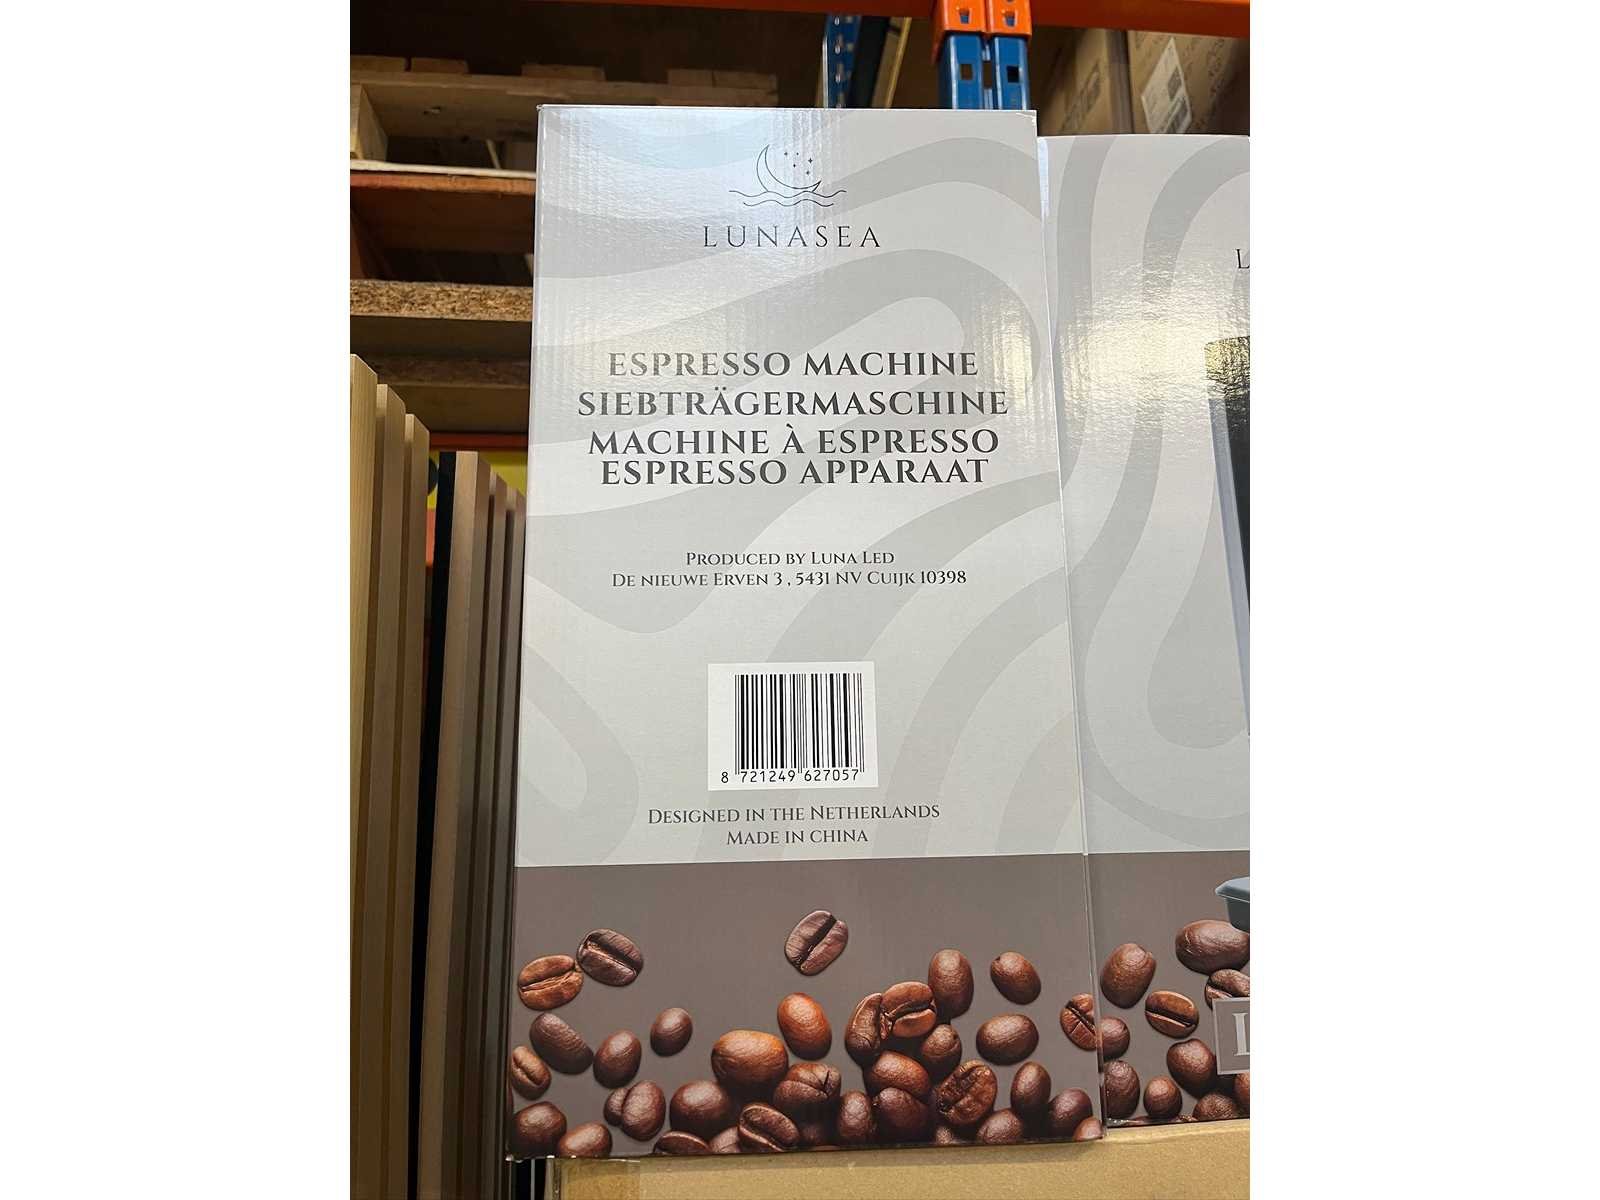 LUNASEA
ESPRESSO MACHINE
SIEBTRÄGERMASCHINE
MACHINE À ESPRESSO
ESPRESSO APPARAAT
PRODUCED BY LUNA LED
DE NIEUWE ERVEN 3 , 5431 NV CUIJK 10398
8 721249 627057
DESIGNED IN THE NETHERLANDS
MADE IN CHINA
L
L